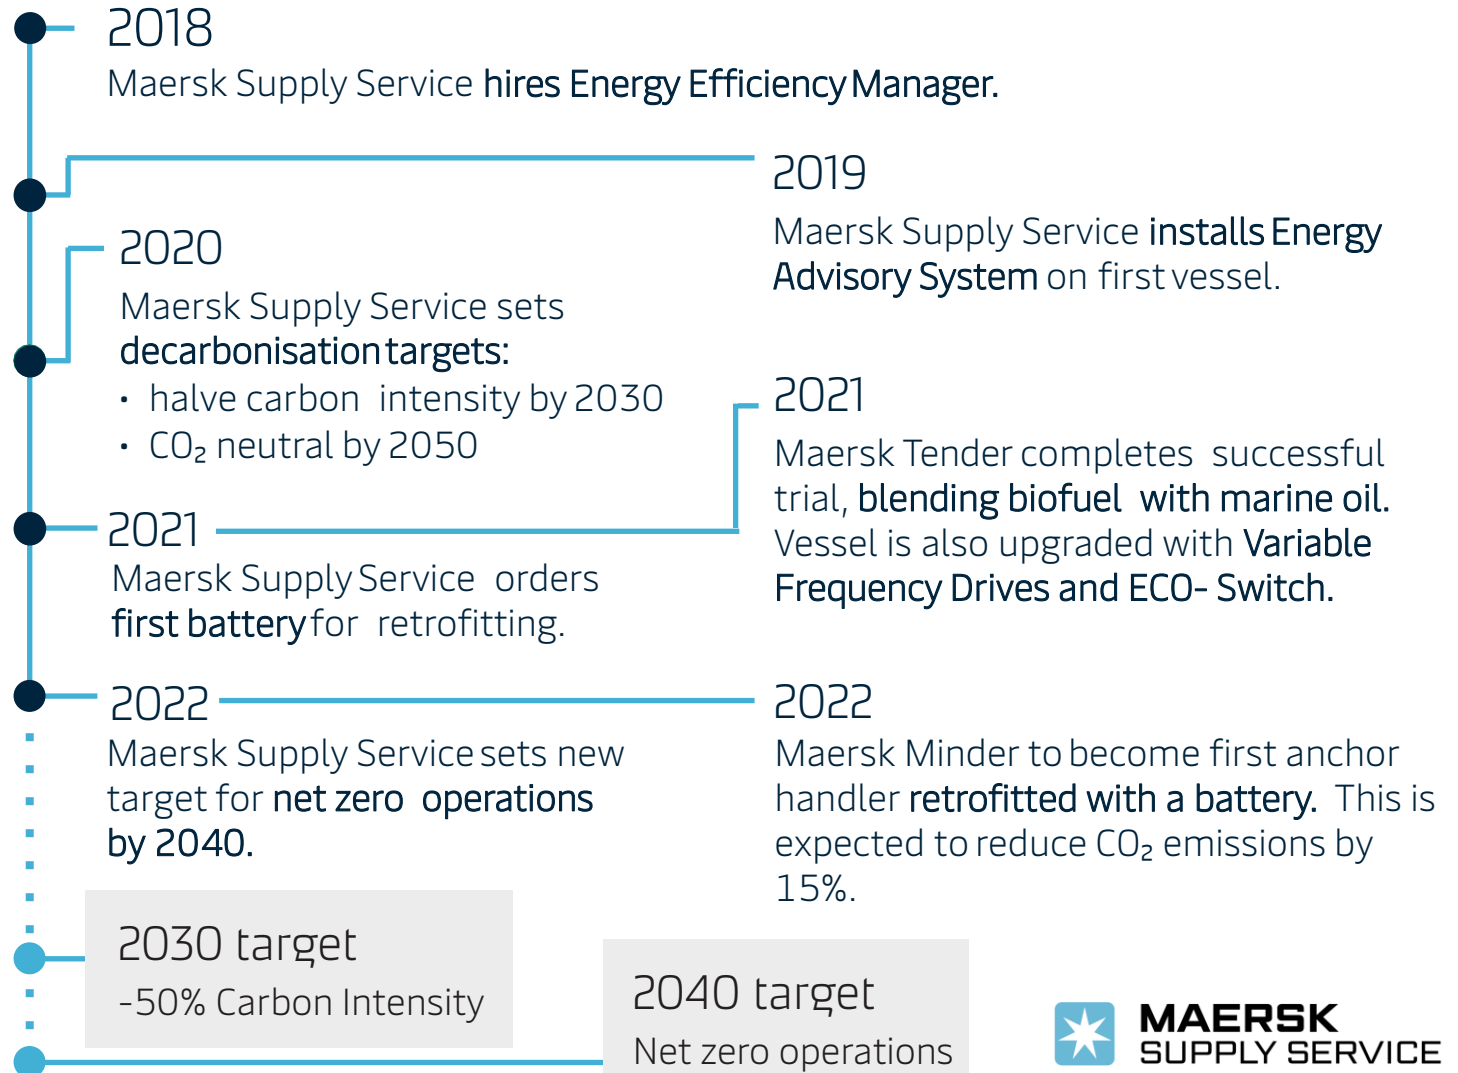 2018
Maersk Supply Service hires Energy Efficiency Manager.
2019
Maersk Supply Service installs Energy
Advisory System on first vessel.
2020
Maersk Supply Service sets
decarbonisation targets:
• halve carbon intensity by 2030
• CO₂ neutral by 2050
2021
Maersk Tender completes successful
trial, blending biofuel with marine oil.
Vessel is also upgraded with Variable
Frequency Drives and ECO- Switch.
2021
Maersk Supply Service orders
first battery for retrofitting.
2022
Maersk Supply Service sets new
target for net zero operations
by 2040.
2022
Maersk Minder to become first anchor
handler retrofitted with a battery. This is
expected to reduce CO₂ emissions by
15%.
2030 target
-50% Carbon Intensity
2040 target
Net zero operations
MAERSK
SUPPLY SERVICE